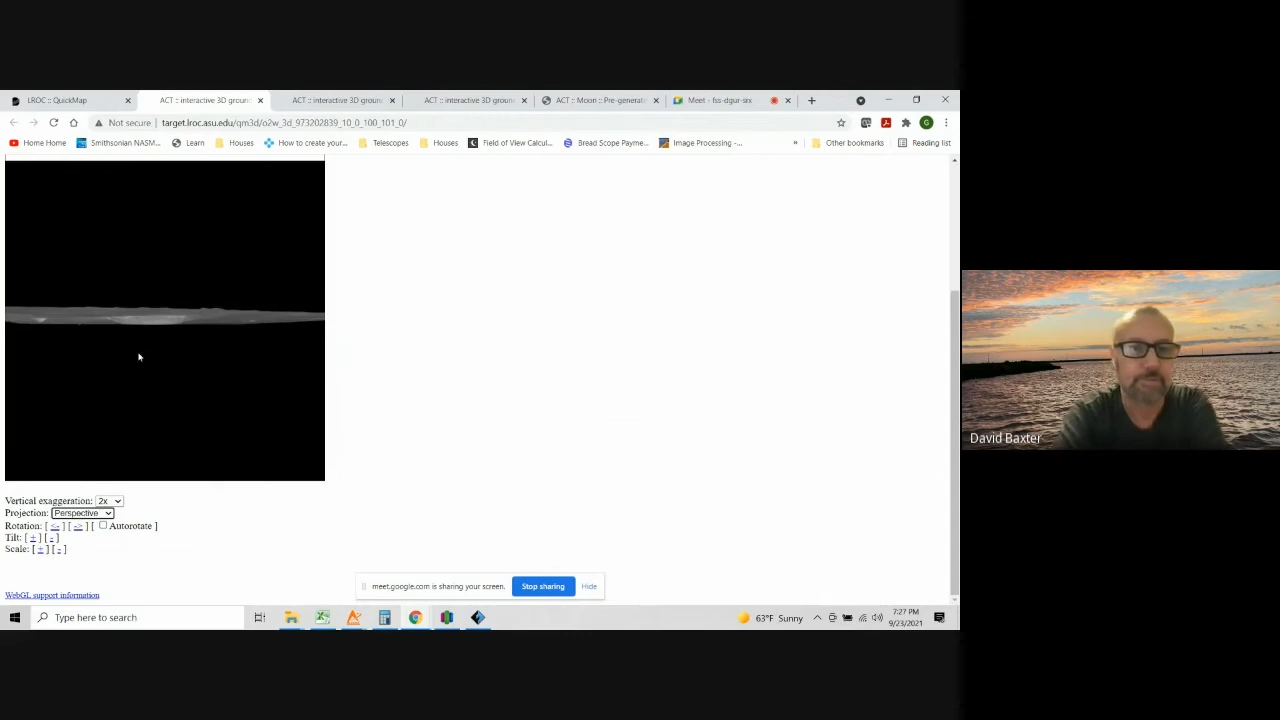 LROC :: QuickMap
ACT :: interactive 3D groun
ACT :: interactive 3D groun
ACT :: interactive 3D groun
ACT :: Moon :: Pre-generat
Meet - fss-dgur-srx
Not secure
target.lroc.asu.edu/qm3d/o2w_3d_973202839_10_0_100_101_0/
G
Home Home
Smithsonian NASM...
Learn
Houses
How to create your...
Telescopes
Houses
Field of View Calcul...
Bread Scope Payme...
Image Processing -...
»
Other bookmarks
Reading list
Vertical exaggeration: 2x
Projection: Perspective
Rotation: [ <- ] [ -> ] [ Autorotate ]
Tilt: [ + ] [ - ]
Scale: [ + ] [ - ]
WebGL support information
meet.google.com is sharing your screen.
Stop sharing
Hide
Type here to search
63°F Sunny
7:27 PM
9/23/2021
David Baxter